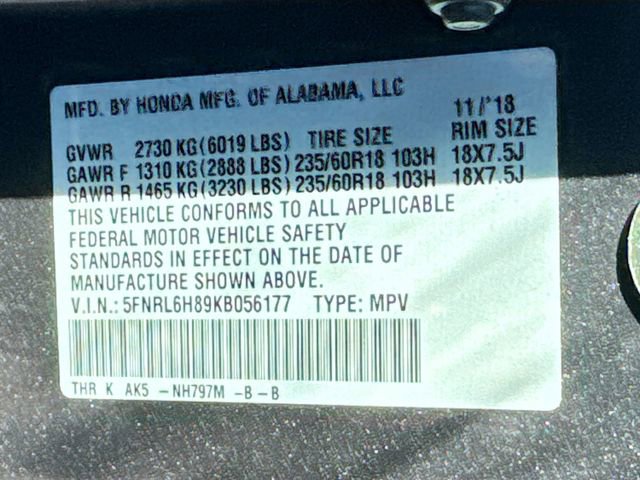 MFD. BY HONDA MFG. OF ALABAMA, LLC 11/'18
GVWR 2730 KG(6019 LBS) TIRE SIZE RIM SIZE
GAWR F 1310 KG(2888 LBS) 235/60R18 103H 18X7.5J
GAWR R 1465 KG(3230 LBS) 235/60R18 103H 18X7.5J
THIS VEHICLE CONFORMS TO ALL APPLICABLE
FEDERAL MOTOR VEHICLE SAFETY
STANDARDS IN EFFECT ON THE DATE OF
MANUFACTURE SHOWN ABOVE.
V.I.N.: 5FNRL6H89KB056177 TYPE: MPV
THR K AK5 -NH797M -B-B